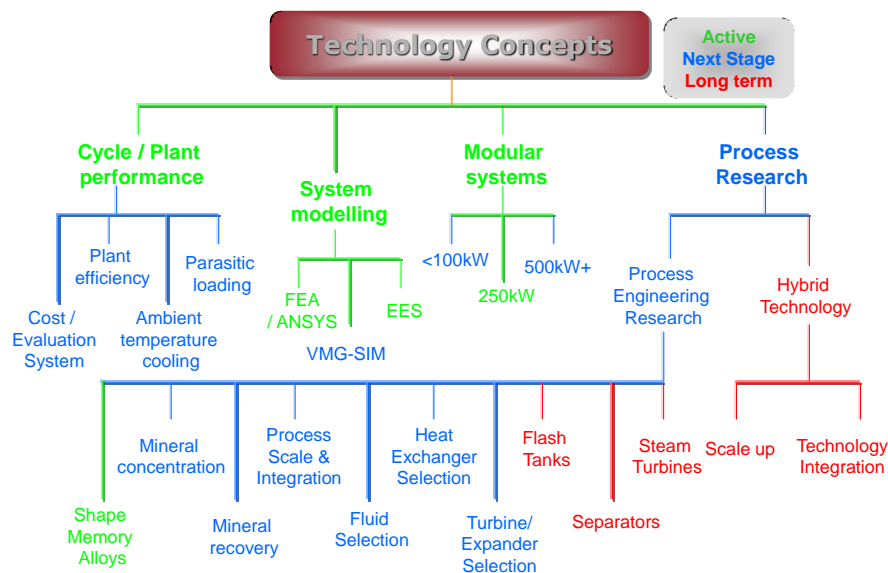 Technology Concepts
Active
Next Stage
Long term
Cycle / Plant
performance
System
modelling
Modular
systems
Process
Research
Cost /
Evaluation
System
Plant
efficiency
Ambient
temperature
cooling
Parasitic
loading
FEA
/ ANSYS
VMG-SIM
EES
<100kW
250kW
500kW+
Process
Engineering
Research
Hybrid
Technology
Shape
Memory
Alloys
Mineral
concentration
Mineral
recovery
Process
Scale &
Integration
Fluid
Selection
Heat
Exchanger
Selection
Turbine/
Expander
Selection
Flash
Tanks
Separators
Steam
Turbines
Scale up
Technology
Integration